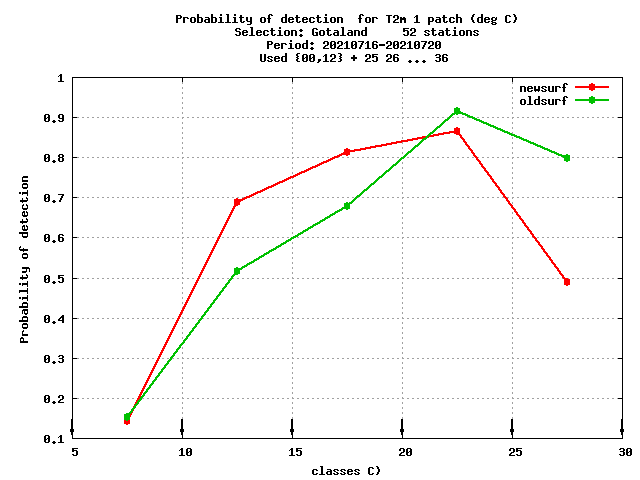 Probability of detection  for T2m 1 patch (deg C)
Selection: Gotaland     52 stations
Period: 20210716-20210720
Used {00,12} + 25 26 ... 36
newsurf
oldsurf
Probability of detection
1
0.9
0.8
0.7
0.6
0.5
0.4
0.3
0.2
0.1
5 10 15 20 25 30
classes C)